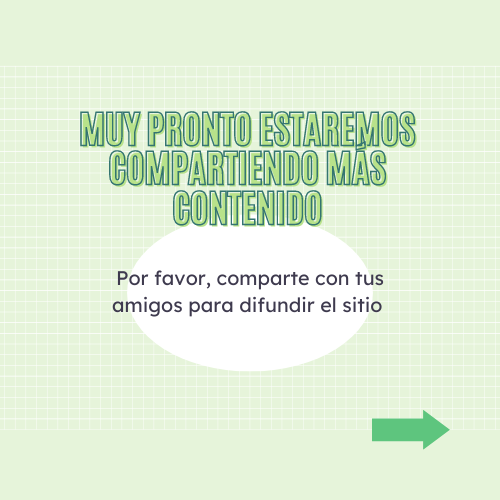 MUY PRONTO ESTAREMOS
COMPARTIENDO MÁS
CONTENIDO
Por favor, comparte con tus
amigos para difundir el sitio